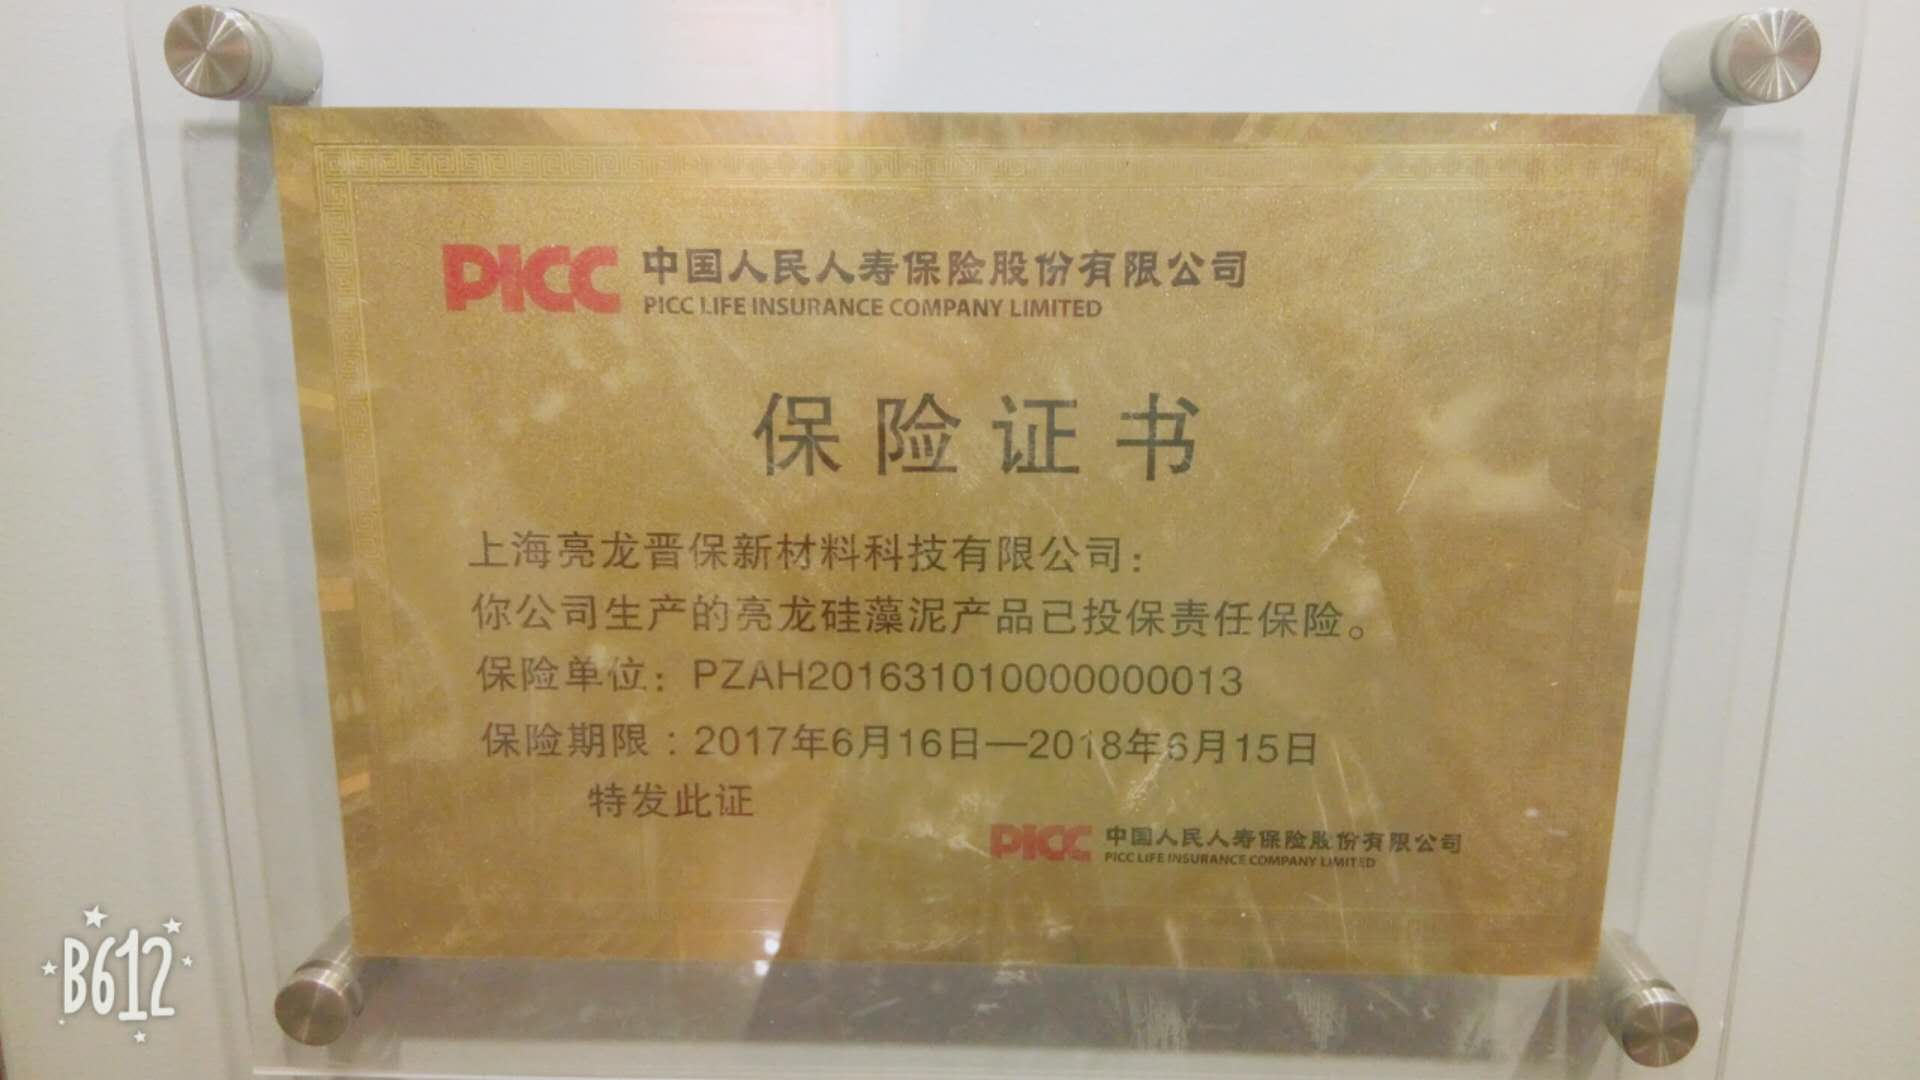 PICC 中国人民人寿保险股份有限公司
PICC LIFE INSURANCE COMPANY LIMITED
保险证书
上海亮龙晋保新材料科技有限公司：
你公司生产的亮龙硅藻泥产品已投保责任保险。
保险单位：PZAH201631010000000013
保险期限：2017年6月16日—2018年6月15日
特发此证
PICC 中国人民人寿保险股份有限公司
PICC LIFE INSURANCE COMPANY LIMITED
B612